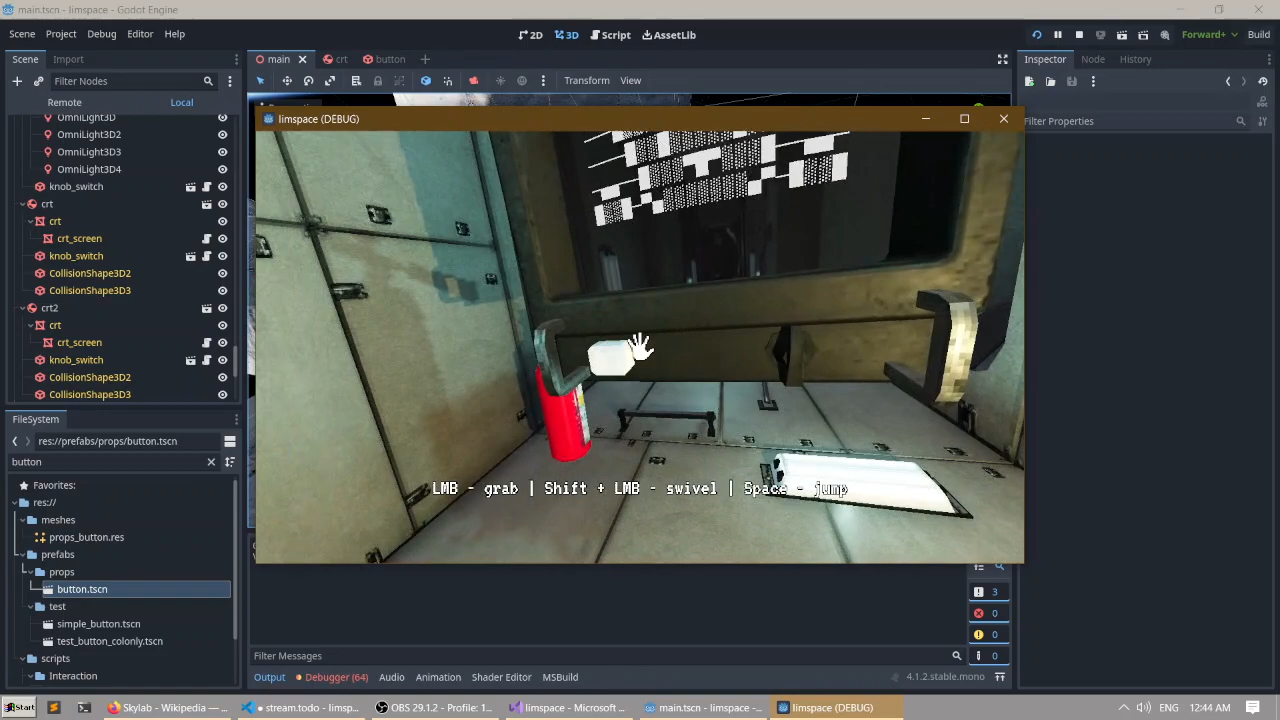 main.tscn - limspace - Godot Engine
Scene Project Debug Editor Help
2D 3D Script AssetLib
Forward+ Build
Scene Import
main crt button
Inspector Node History
Filter Nodes
Transform View
Remote Local
Filter Properties
OmniLight3D
OmniLight3D2
OmniLight3D3
OmniLight3D4
knob_switch
crt
crt
crt_screen
knob_switch
CollisionShape3D2
CollisionShape3D3
crt2
crt
crt_screen
knob_switch
CollisionShape3D2
CollisionShape3D3
limspace (DEBUG)
LMB - grab | Shift + LMB - swivel | Space - jump
FileSystem
res://prefabs/props/button.tscn
button
Favorites:
res://
meshes
props_button.res
prefabs
props
button.tscn
test
simple_button.tscn
test_button_colonly.tscn
scripts
Interaction
3
0
0
0
Filter Messages
Output Debugger (64) Audio Animation Shader Editor MSBuild
4.1.2.stable.mono
Start Skylab - Wikipedia — ... stream.todo - limsp... OBS 29.1.2 - Profile: 1... limspace - Microsoft ... main.tscn - limspace -... limspace (DEBUG) ENG 12:44 AM